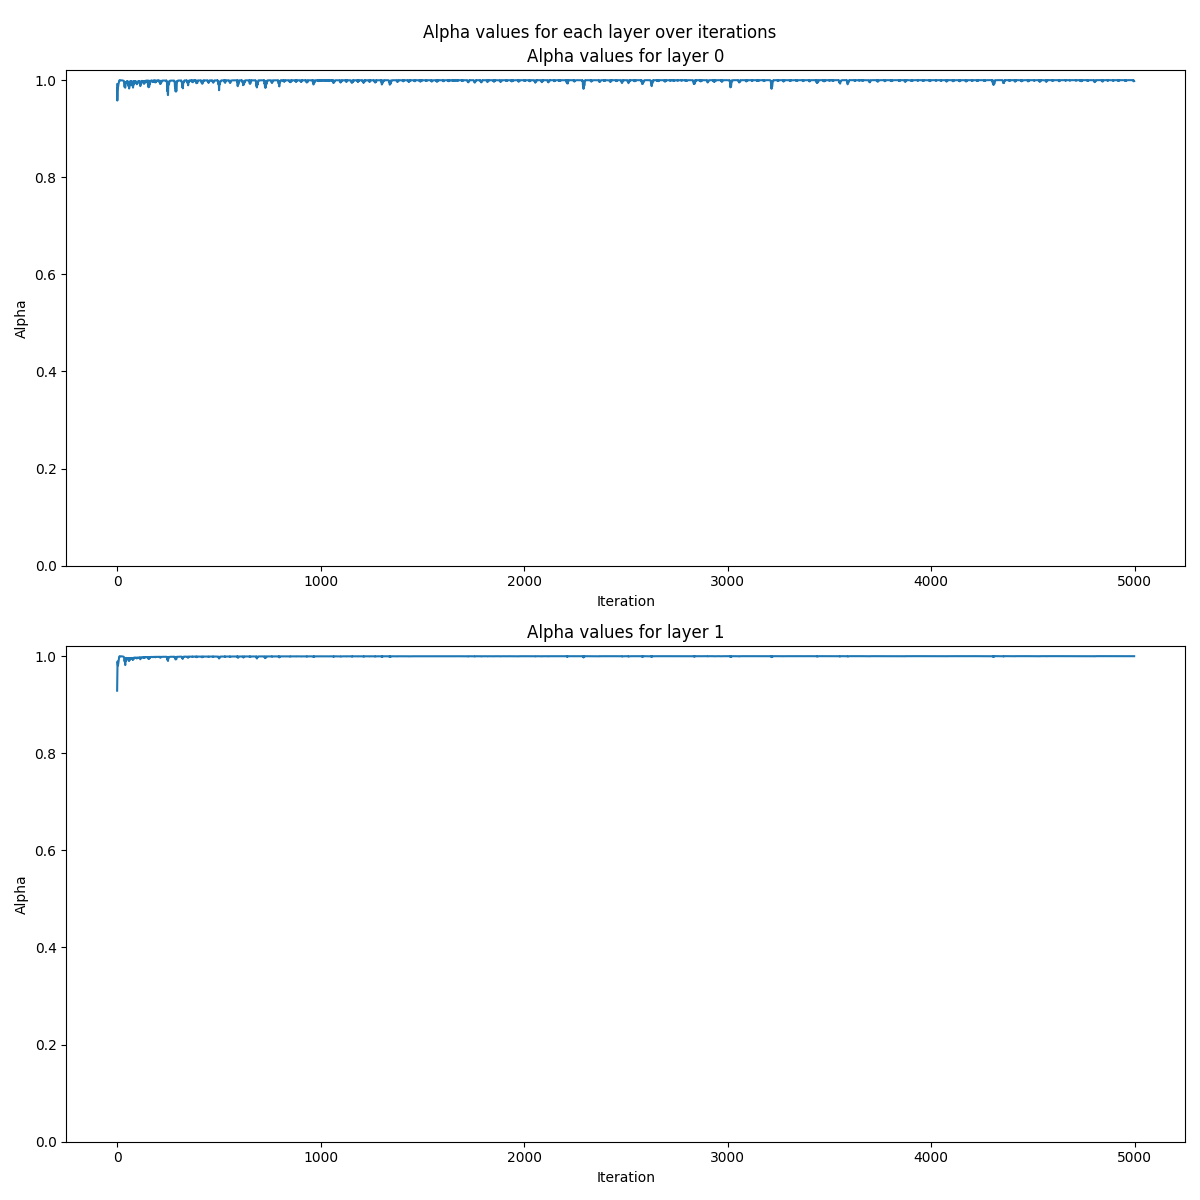 Alpha values for each layer over iterations
Alpha values for layer 0
1.0
0.8
0.6
0.4
0.2
0.0
Alpha
0 1000 2000 3000 4000 5000
Iteration
Alpha values for layer 1
1.0
0.8
0.6
0.4
0.2
0.0
Alpha
0 1000 2000 3000 4000 5000
Iteration